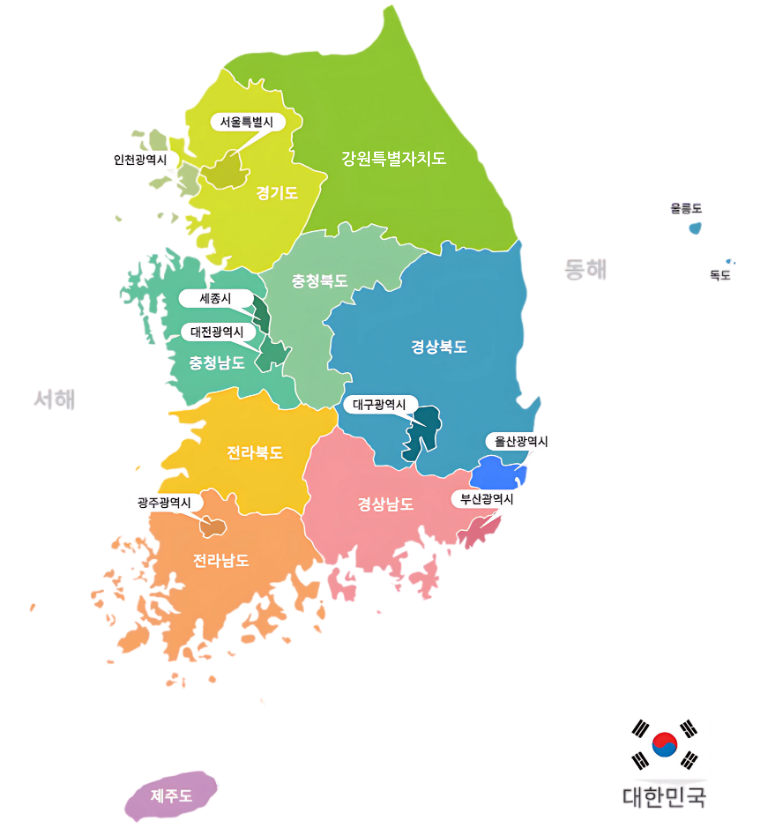 서울특별시
인천광역시
강원특별자치도
경기도
울릉도
독도
동해
충청북도
세종시
대전광역시
충청남도
경상북도
서해
대구광역시
울산광역시
전라북도
광주광역시
경상남도
부산광역시
전라남도
제주도
대한민국